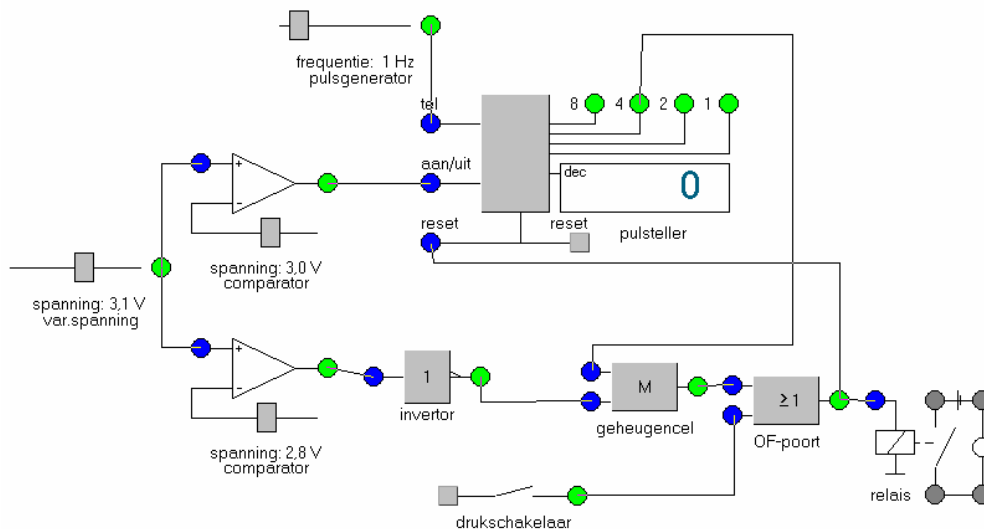 frequentie: 1 Hz
pulsgenerator
tel
8 4 2 1
aan/uit
dec
0
reset
reset
pulsteller
+
−
spanning: 3,0 V
comparator
spanning: 3,1 V
var.spanning
+
−
spanning: 2,8 V
comparator
1
invertor
M
geheugencel
≥1
OF-poort
relais
drukschakelaar